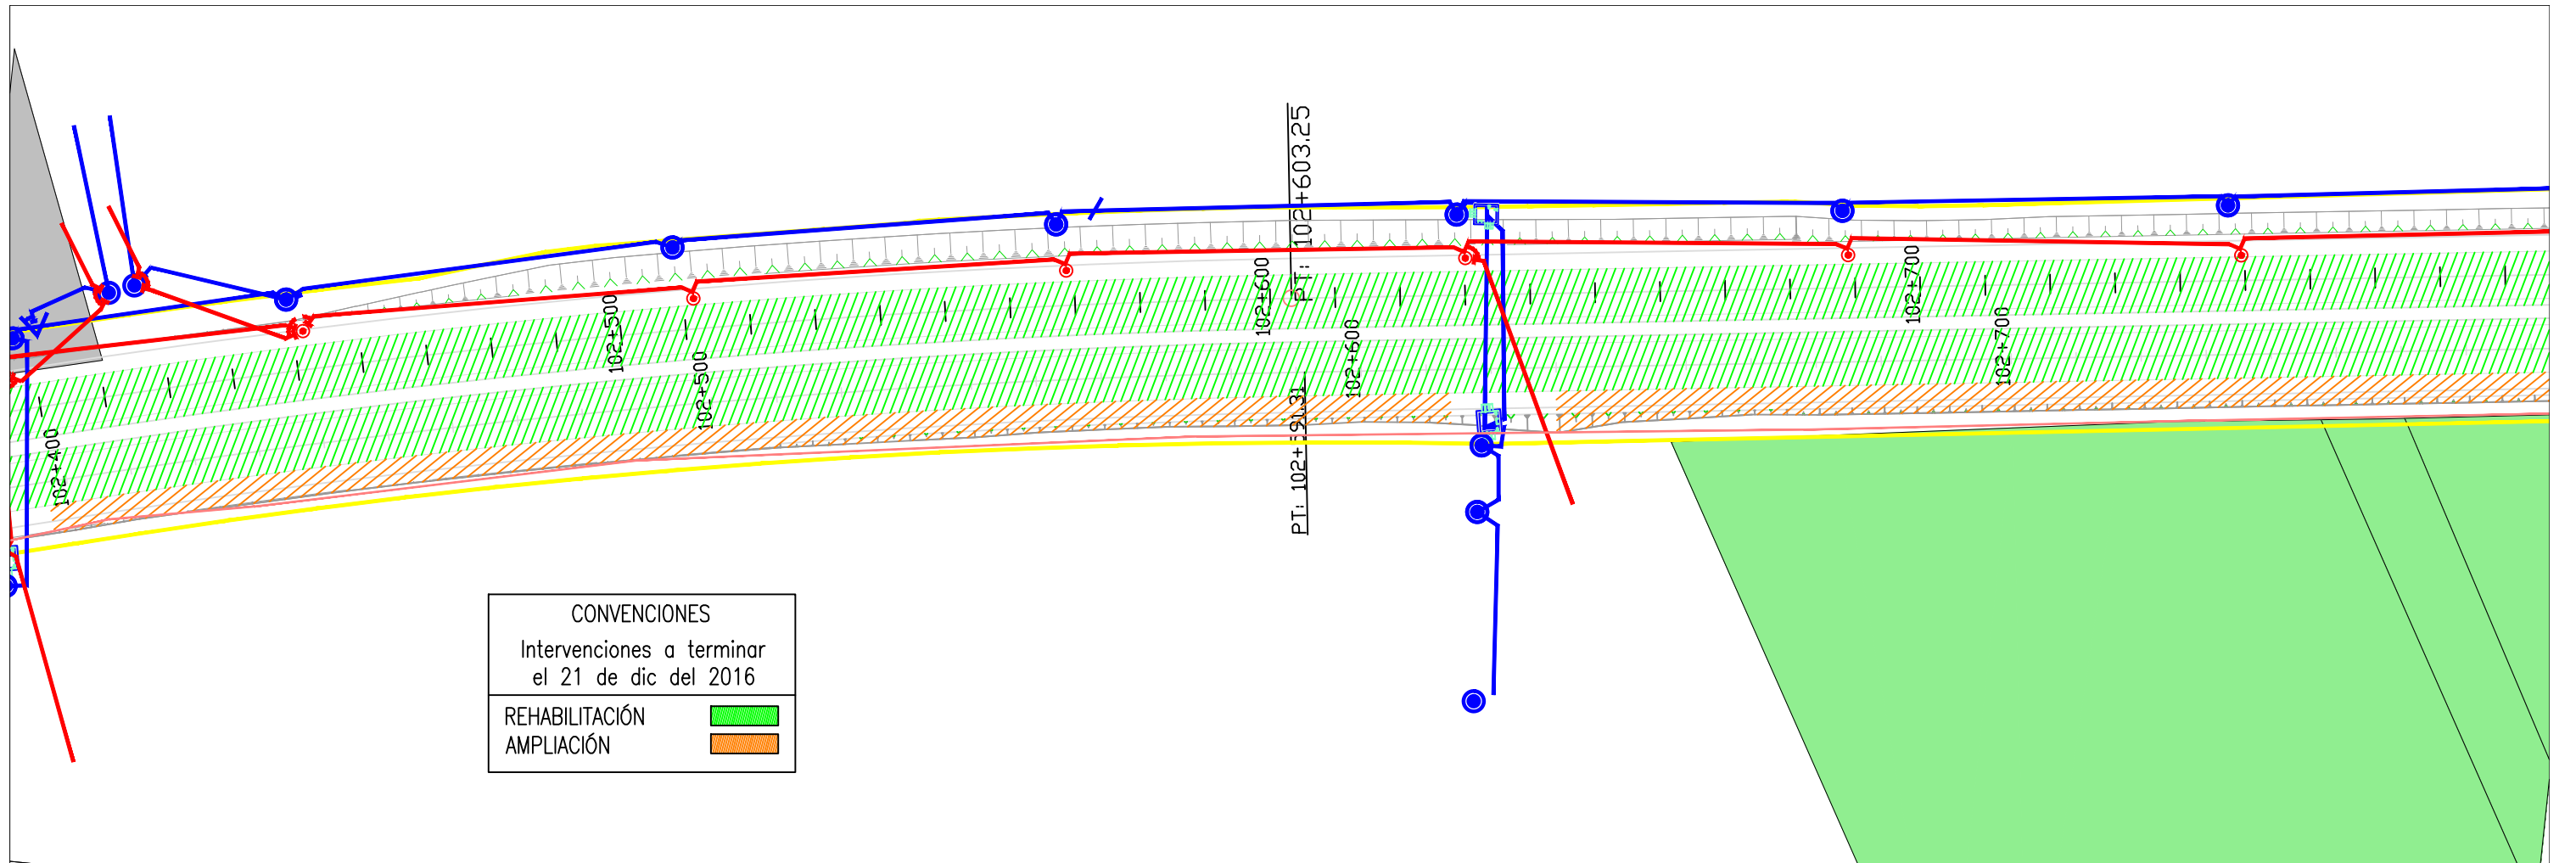 PT: 102+603.25
102+700
102+600
102+500
102+700
102+600
102+500
102+400
CONVENCIONES
Intervenciones a terminar
el 21 de dic del 2016
REHABILITACIÓN
AMPLIACIÓN